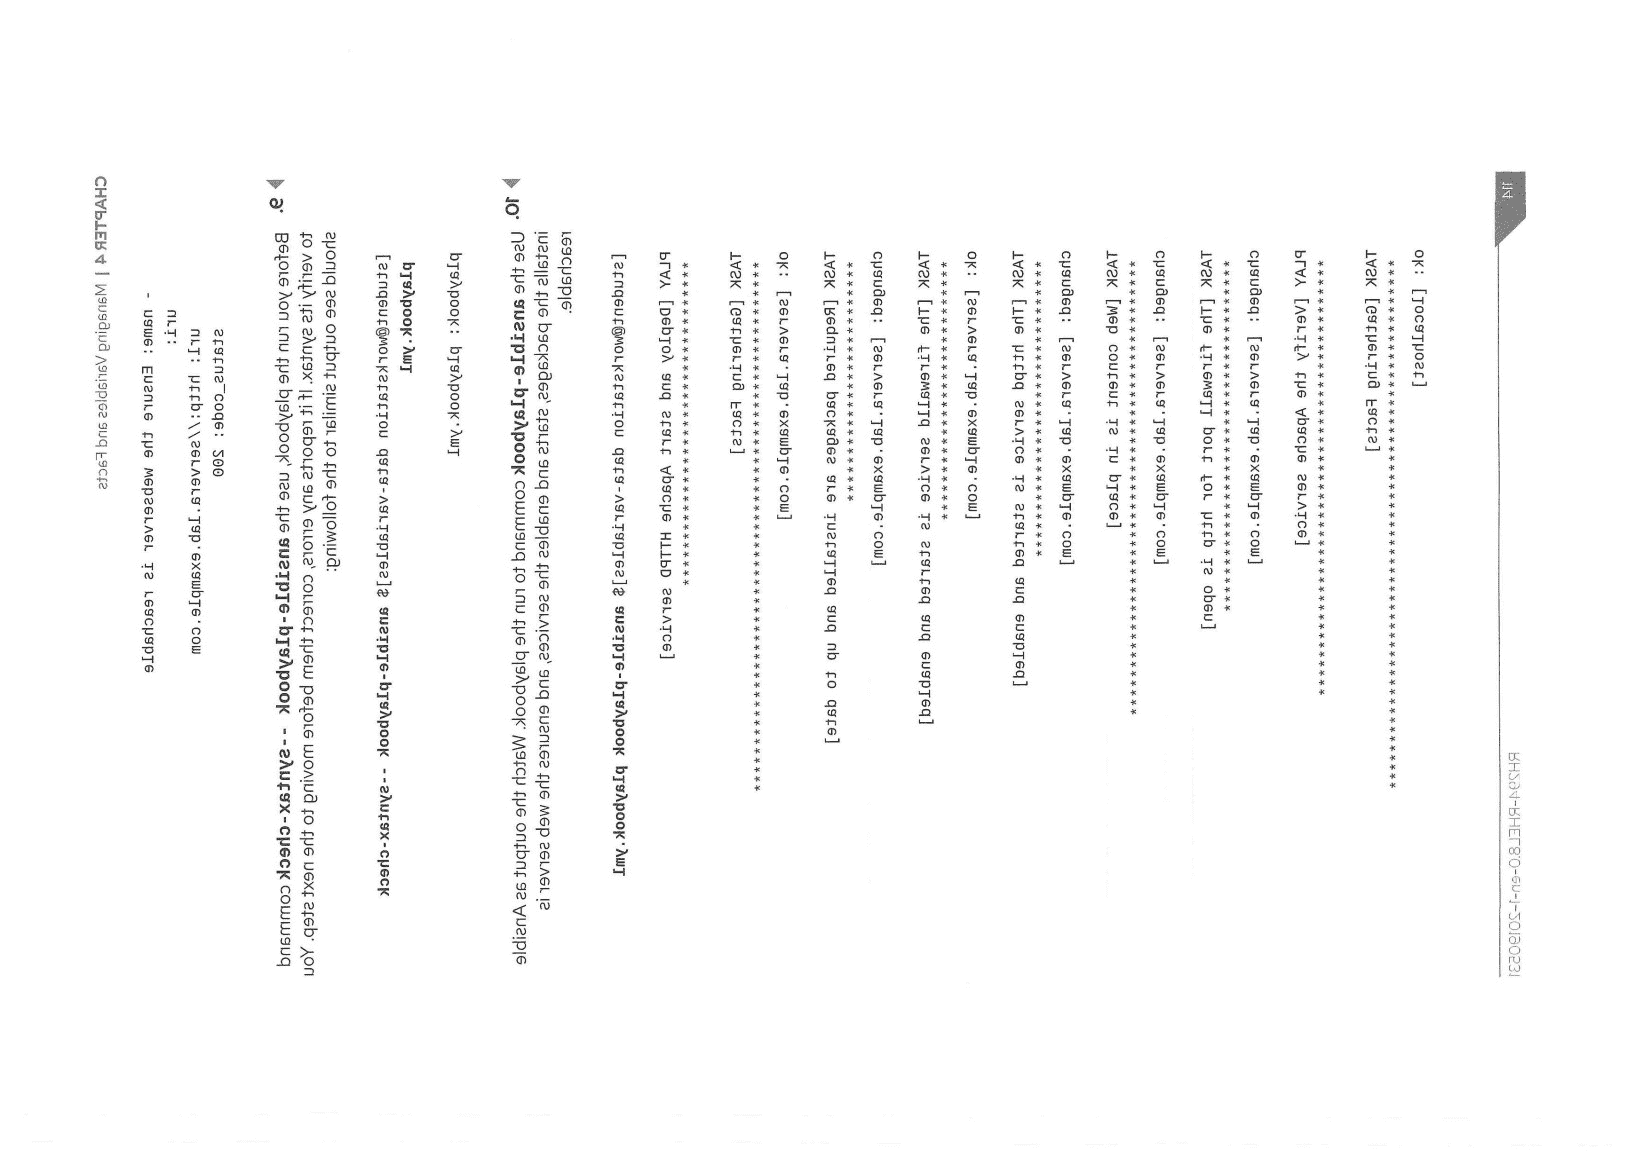 CHAPTER 4 | Managing Variables and Facts
- name: Ensure the webserver is reachable
uri:
url: http://servera.lab.example.com
status_code: 200
9. Before you run the playbook, use the ansible-playbook --syntax-check command
to verify its syntax. If it reports any errors, correct them before moving to the next step. You
should see output similar to the following:
[student@workstation data-variables]$ ansible-playbook --syntax-check
playbook.yml
playbook: playbook.yml
10. Use the ansible-playbook command to run the playbook. Watch the output as Ansible
installs the packages, starts and enables the services, and ensures the web server is
reachable.
[student@workstation data-variables]$ ansible-playbook playbook.yml
PLAY [Deploy and start Apache HTTPD service]
****************************************
TASK [Gathering Facts]
******************************************************************
ok: [servera.lab.example.com]
TASK [Required packages are installed and up to date]
******************************
changed: [servera.lab.example.com]
TASK [The firewalld service is started and enabled]
********************************
ok: [servera.lab.example.com]
TASK [The httpd service is started and enabled]
************************************
changed: [servera.lab.example.com]
TASK [Web content is in place]
********************************************************
changed: [servera.lab.example.com]
TASK [The firewall port for http is open]
*******************************************
changed: [servera.lab.example.com]
PLAY [Verify the Apache service]
******************************************************
TASK [Gathering Facts]
******************************************************************
ok: [localhost]
114
RH294-RHEL8.0-en-1-20190531